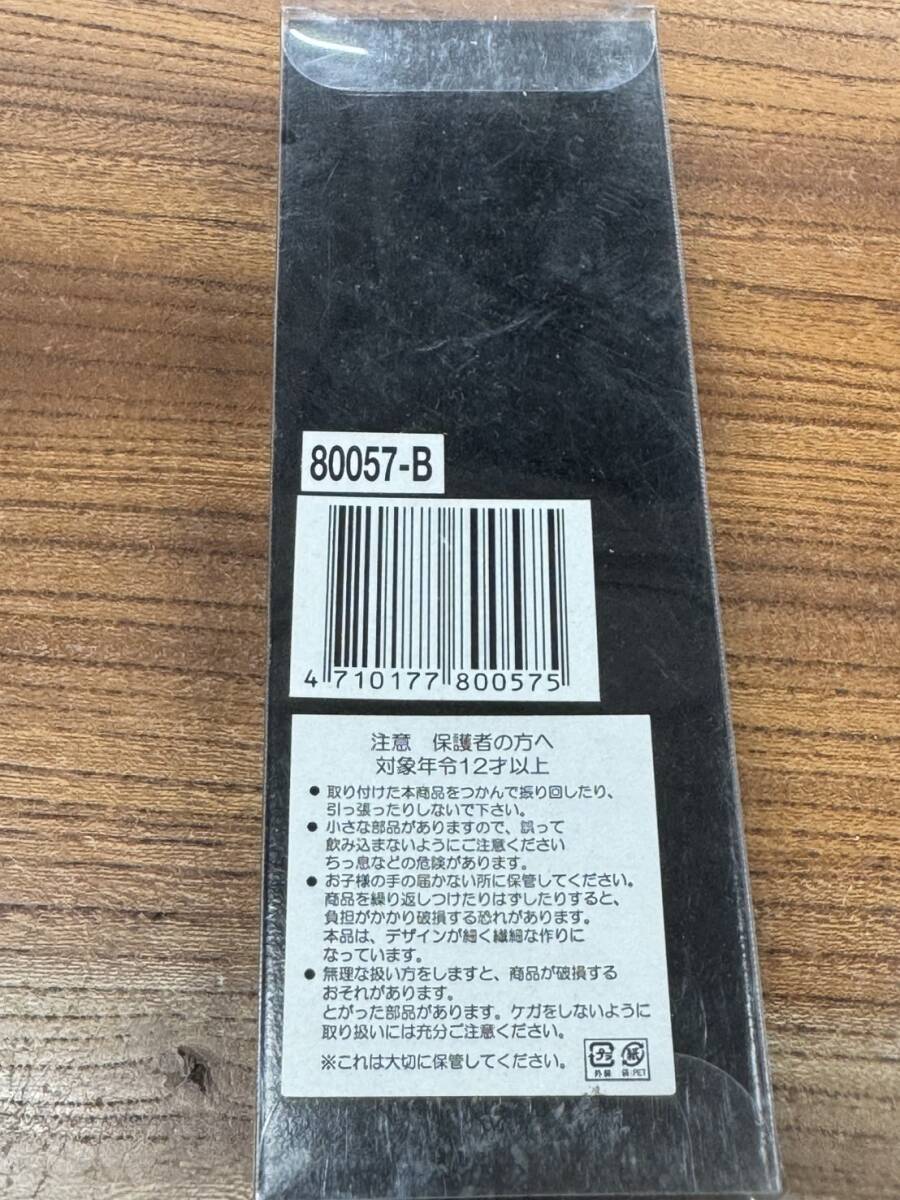 80057-B
4 710177 800575
注意 保護者の方へ
対象年令12才以上
● 取り付けた本商品をつかんで振り回したり、
引っ張ったりしないで下さい。
● 小さな部品がありますので、誤って
飲み込まないようにご注意ください
ちっ息などの危険があります。
● お子様の手の届かない所に保管してください。
商品を繰り返しつけたりはずしたりすると、
負担がかかり破損する恐れがあります。
本品は、デザインが細く繊細な作りに
なっています。
● 無理な扱い方をしますと、商品が破損する
おそれがあります。
とがった部品があります。ケガをしないように
取り扱いには充分ご注意ください。
※これは大切に保管してください。
プラ 紙
外装 袋:PET